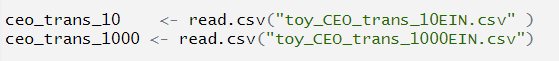 ceo_trans_10    <- read.csv("toy_CEO_trans_10EIN.csv" )
ceo_trans_1000 <- read.csv("toy_CEO_trans_1000EIN.csv")